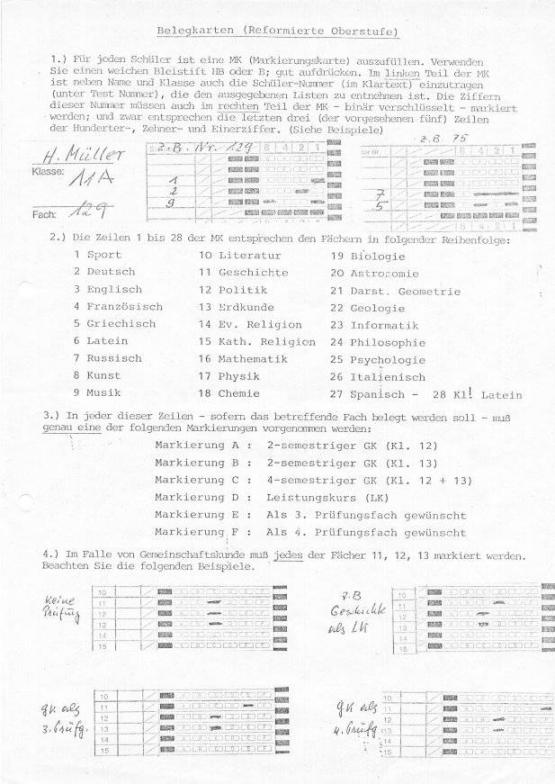 Belegkarten (Reformierte Oberstufe)
1.) Für jeden Schüler ist eine MK (Markierungskarte) auszufüllen. Verwenden
Sie einen weichen Bleistift HB oder B; gut aufdrücken. Im linken Teil der MK
ist neben Name und Klasse auch die Schüler-Nummer (im Klartext) einzutragen
(unter Test Nummer), die den ausgegebenen Listen zu entnehmen ist. Die Ziffern
dieser Nummer müssen auch im rechten Teil der MK - binär verschlüsselt - markiert
werden; und zwar entsprechen die letzten drei (der vorgesehenen fünf) Zeilen
der Hunderter-, Zehner- und Einerziffer. (Siehe Beispiele)
H. Müller
Klasse: 11A
Fach: 129
z.B. Nr. 129 8 4 2 1
1
2
9
8 4 2 1
z.B 75
8 4 2 1
7
5
8 4 2 1
2.) Die Zeilen 1 bis 28 der MK entsprechen den Fächern in folgender Reihenfolge:
1 Sport 10 Literatur 19 Biologie
2 Deutsch 11 Geschichte 20 Astronomie
3 Englisch 12 Politik 21 Darst. Geometrie
4 Französisch 13 Erdkunde 22 Geologie
5 Griechisch 14 Ev. Religion 23 Informatik
6 Latein 15 Kath. Religion 24 Philosophie
7 Russisch 16 Mathematik 25 Psychologie
8 Kunst 17 Physik 26 Italienisch
9 Musik 18 Chemie 27 Spanisch - 28 Kl! Latein
3.) In jeder dieser Zeilen - sofern das betreffende Fach belegt werden soll - muß
genau eine der folgenden Markierungen vorgenommen werden:
Markierung A : 2-semestriger GK (Kl. 12)
Markierung B : 2-semestriger GK (Kl. 13)
Markierung C : 4-semestriger GK (Kl. 12 + 13)
Markierung D : Leistungskurs (LK)
Markierung E : Als 3. Prüfungsfach gewünscht
Markierung F : Als 4. Prüfungsfach gewünscht
4.) Im Falle von Gemeinschaftskunde muß jedes der Fächer 11, 12, 13 markiert werden.
Beachten Sie die folgenden Beispiele.
keine
Prüfung
10
11
12
13
14
15
z.B
Geschichte
als LK
10
11
12
13
14
15
gk als
3. Prüfg.
10
11
12
13
14
15
gk als
4. Prüfg
10
11
12
13
14
15